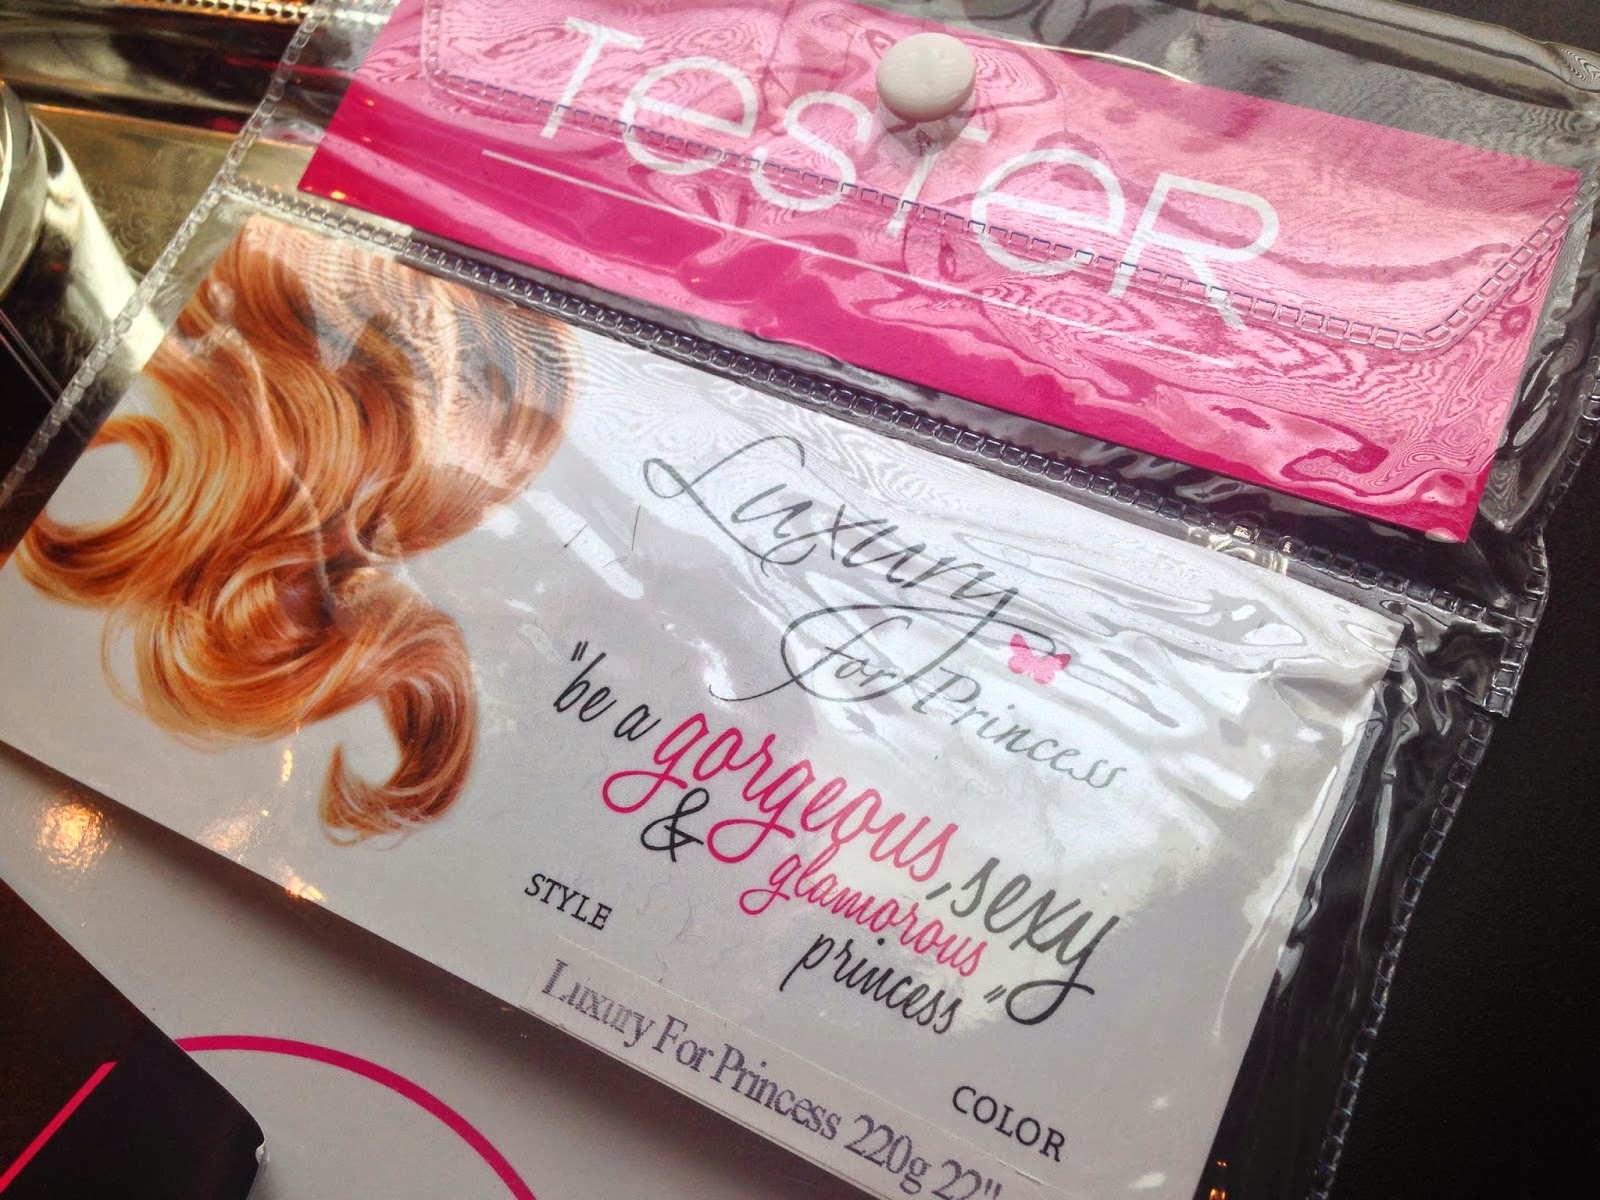 TeSTeR
Luxury
for Princess
"be a gorgeous, sexy
& glamorous
princess"
STYLE
Luxury For Princess 220g 22"
COLOR